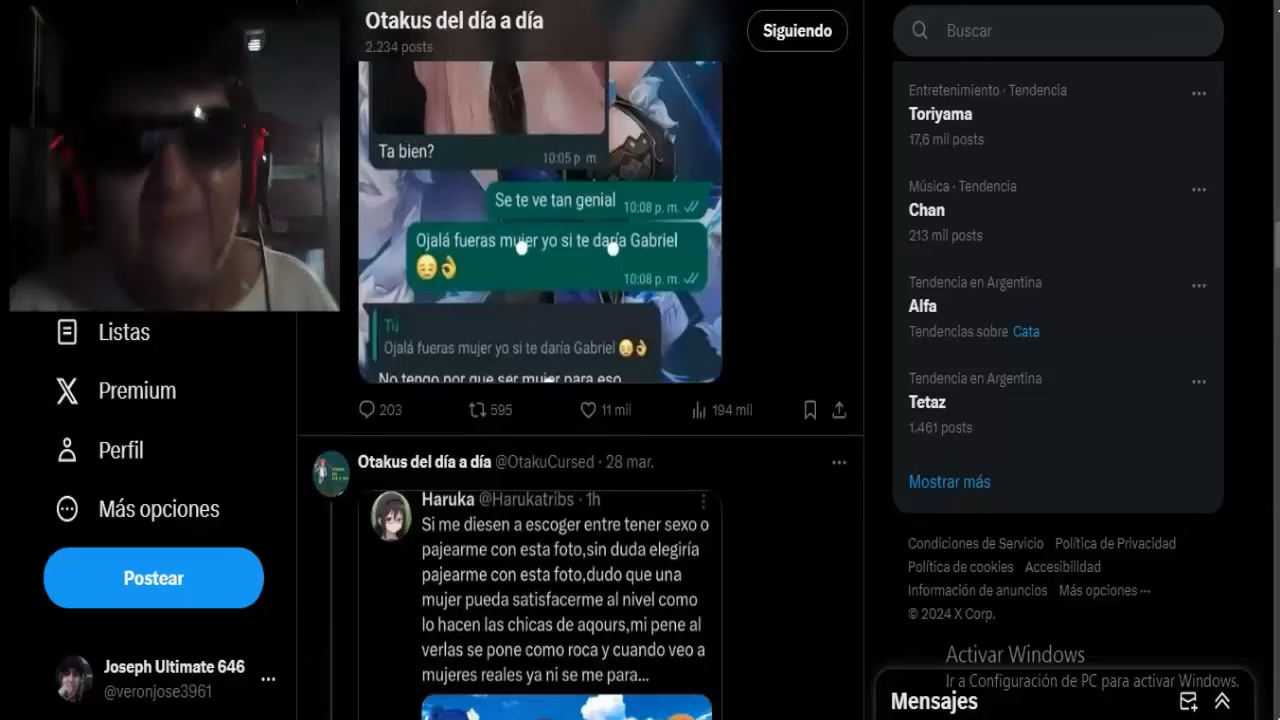 Otakus del día a día
2.234 posts
Siguiendo
Buscar
Ta bien?
10:05 p. m.
Se te ve tan genial
10:08 p. m.
Ojalá fueras mujer yo si te daría Gabriel
😔👌
10:08 p. m.
Tú
Ojalá fueras mujer yo si te daría Gabriel 😔👌
No tengo por que ser mujer para eso
203
595
11 mil
194 mil
Otakus del día a día @OtakuCursed · 28 mar.
Haruka @Harukatribs · 1h
Si me diesen a escoger entre tener sexo o
pajearme con esta foto,sin duda elegiría
pajearme con esta foto,dudo que una
mujer pueda satisfacerme al nivel como
lo hacen las chicas de aqours,mi pene al
verlas se pone como roca y cuando veo a
mujeres reales ya ni se me para...
Listas
Premium
Perfil
Más opciones
Postear
Joseph Ultimate 646
@veronjose3961
Entretenimiento · Tendencia
Toriyama
17,6 mil posts
Música · Tendencia
Chan
213 mil posts
Tendencia en Argentina
Alfa
Tendencias sobre Cata
Tendencia en Argentina
Tetaz
1.461 posts
Mostrar más
Condiciones de Servicio Política de Privacidad
Política de cookies Accesibilidad
Información de anuncios Más opciones ···
© 2024 X Corp.
Activar Windows
Ir a Configuración de PC para activar Windows.
Mensajes